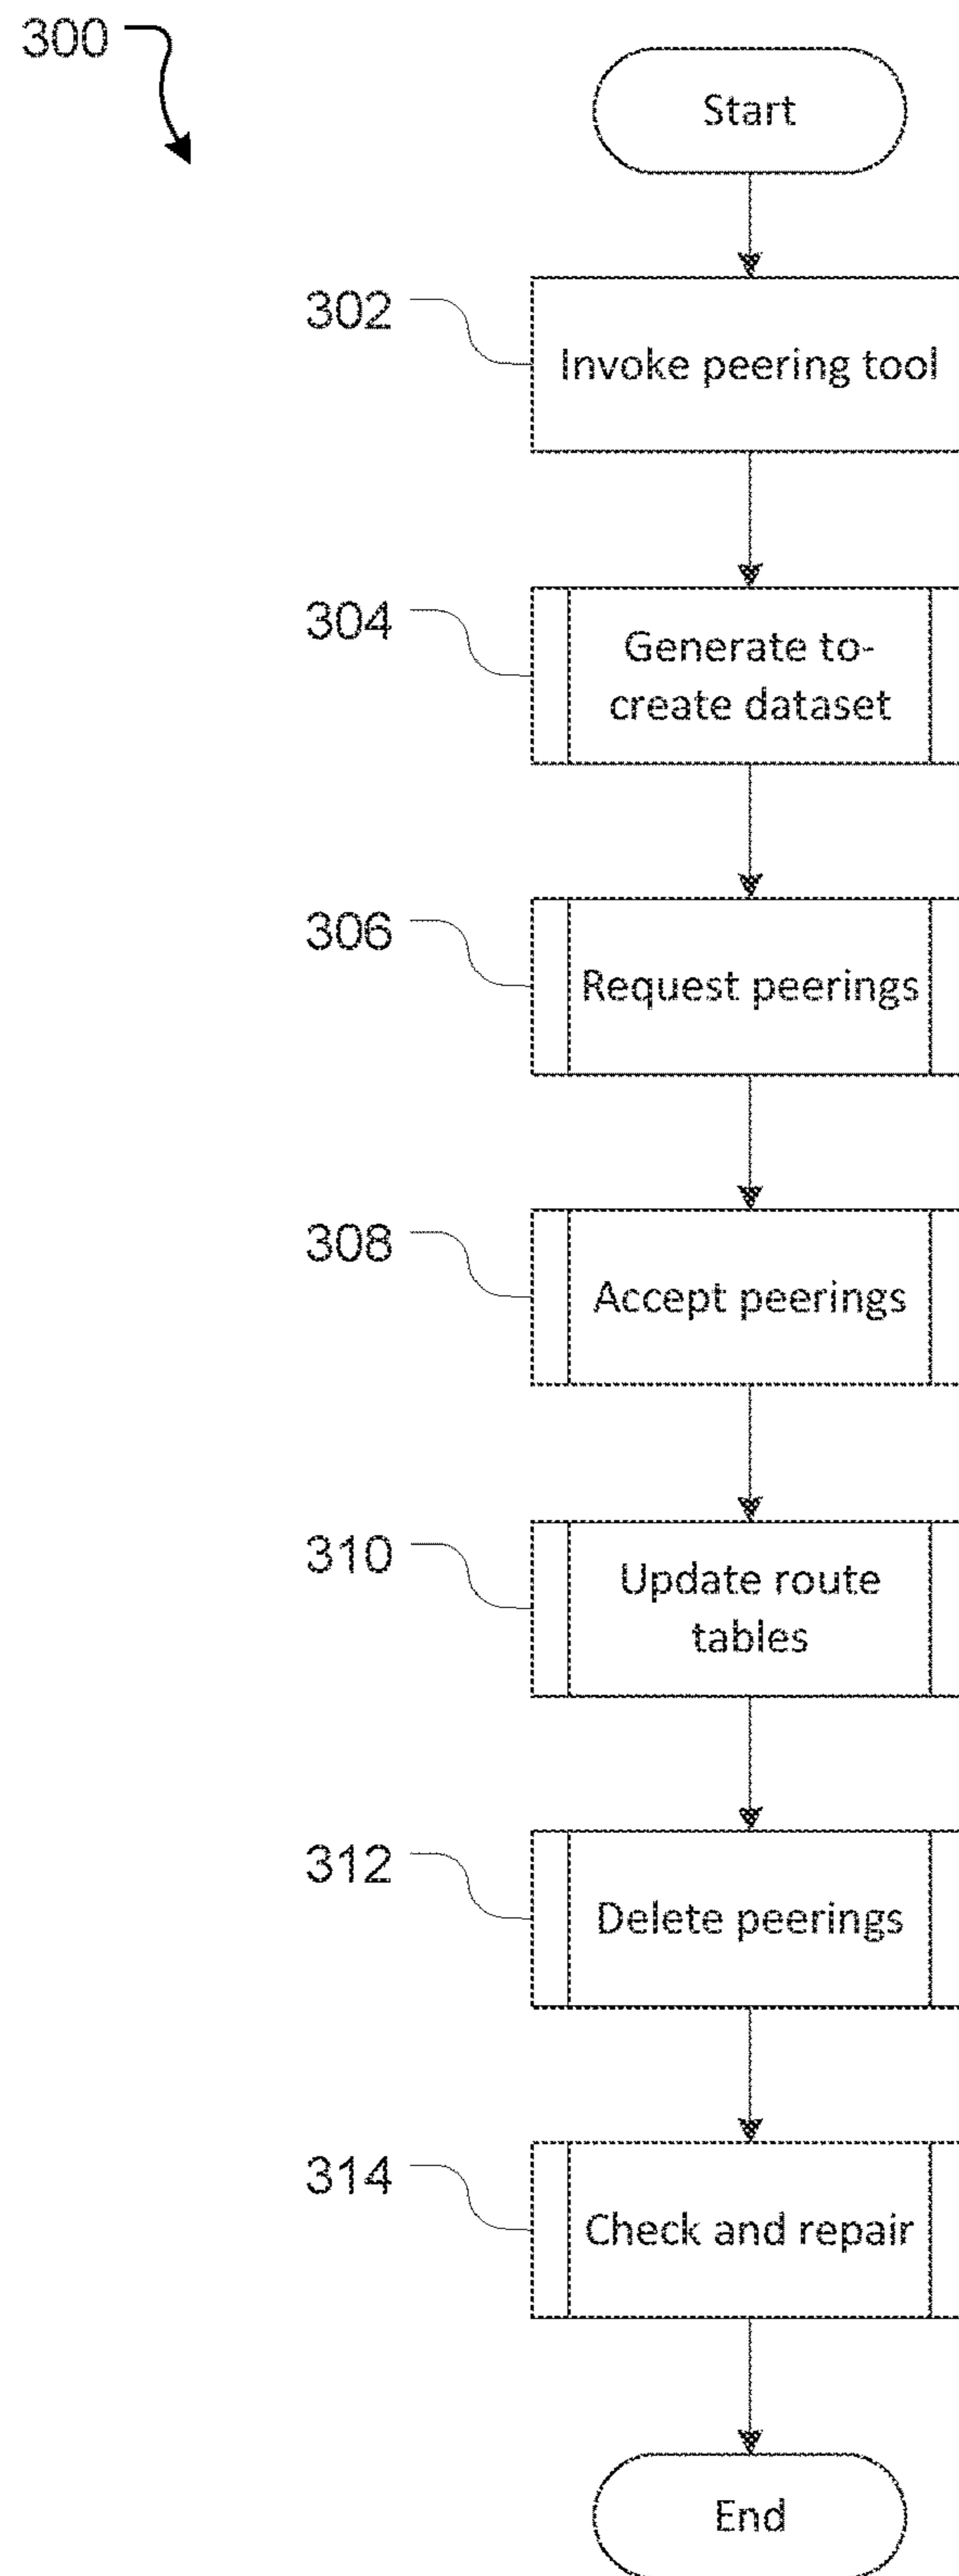 300
Start
302
Invoke peering tool
304
Generate to-
create dataset
306
Request peerings
308
Accept peerings
310
Update route
tables
312
Delete peerings
314
Check and repair
End